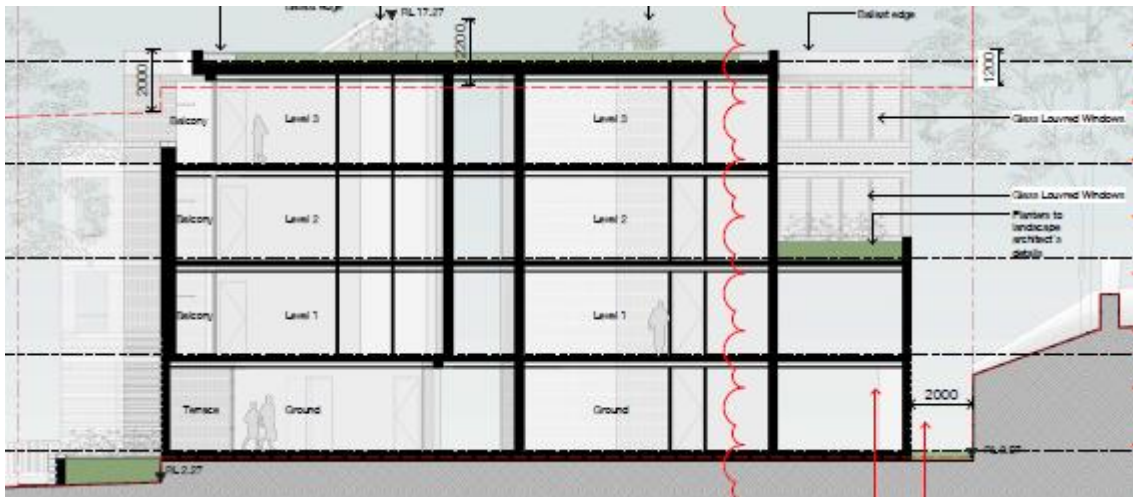 RL 17.27
Ballast edge
2200
2000
1200
Balcony
Level 3
Level 3
Glass Louvred Windows
Balcony
Level 2
Level 2
Glass Louvred Windows
Planters to
landscape
architect's
details
Balcony
Level 1
Level 1
Terrace
Ground
Ground
2000
RL 2.27